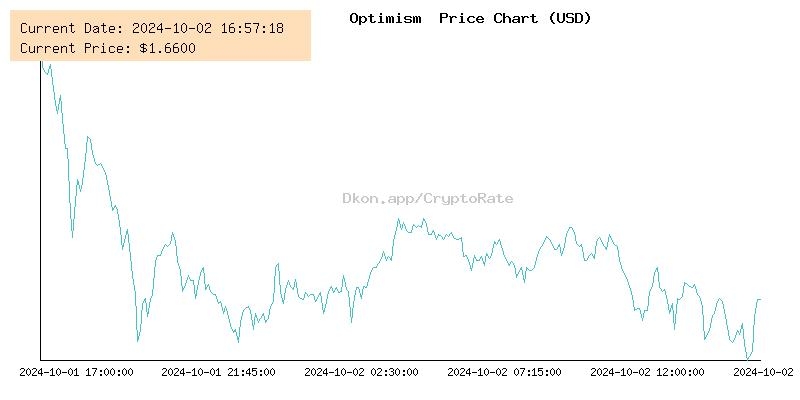 Optimism  Price Chart (USD)
Current Date: 2024-10-02 16:57:18
Current Price: $1.6600
Dkon.app/CryptoRate
2024-10-01 17:00:00 2024-10-01 21:45:00 2024-10-02 02:30:00 2024-10-02 07:15:00 2024-10-02 12:00:00 2024-10-02